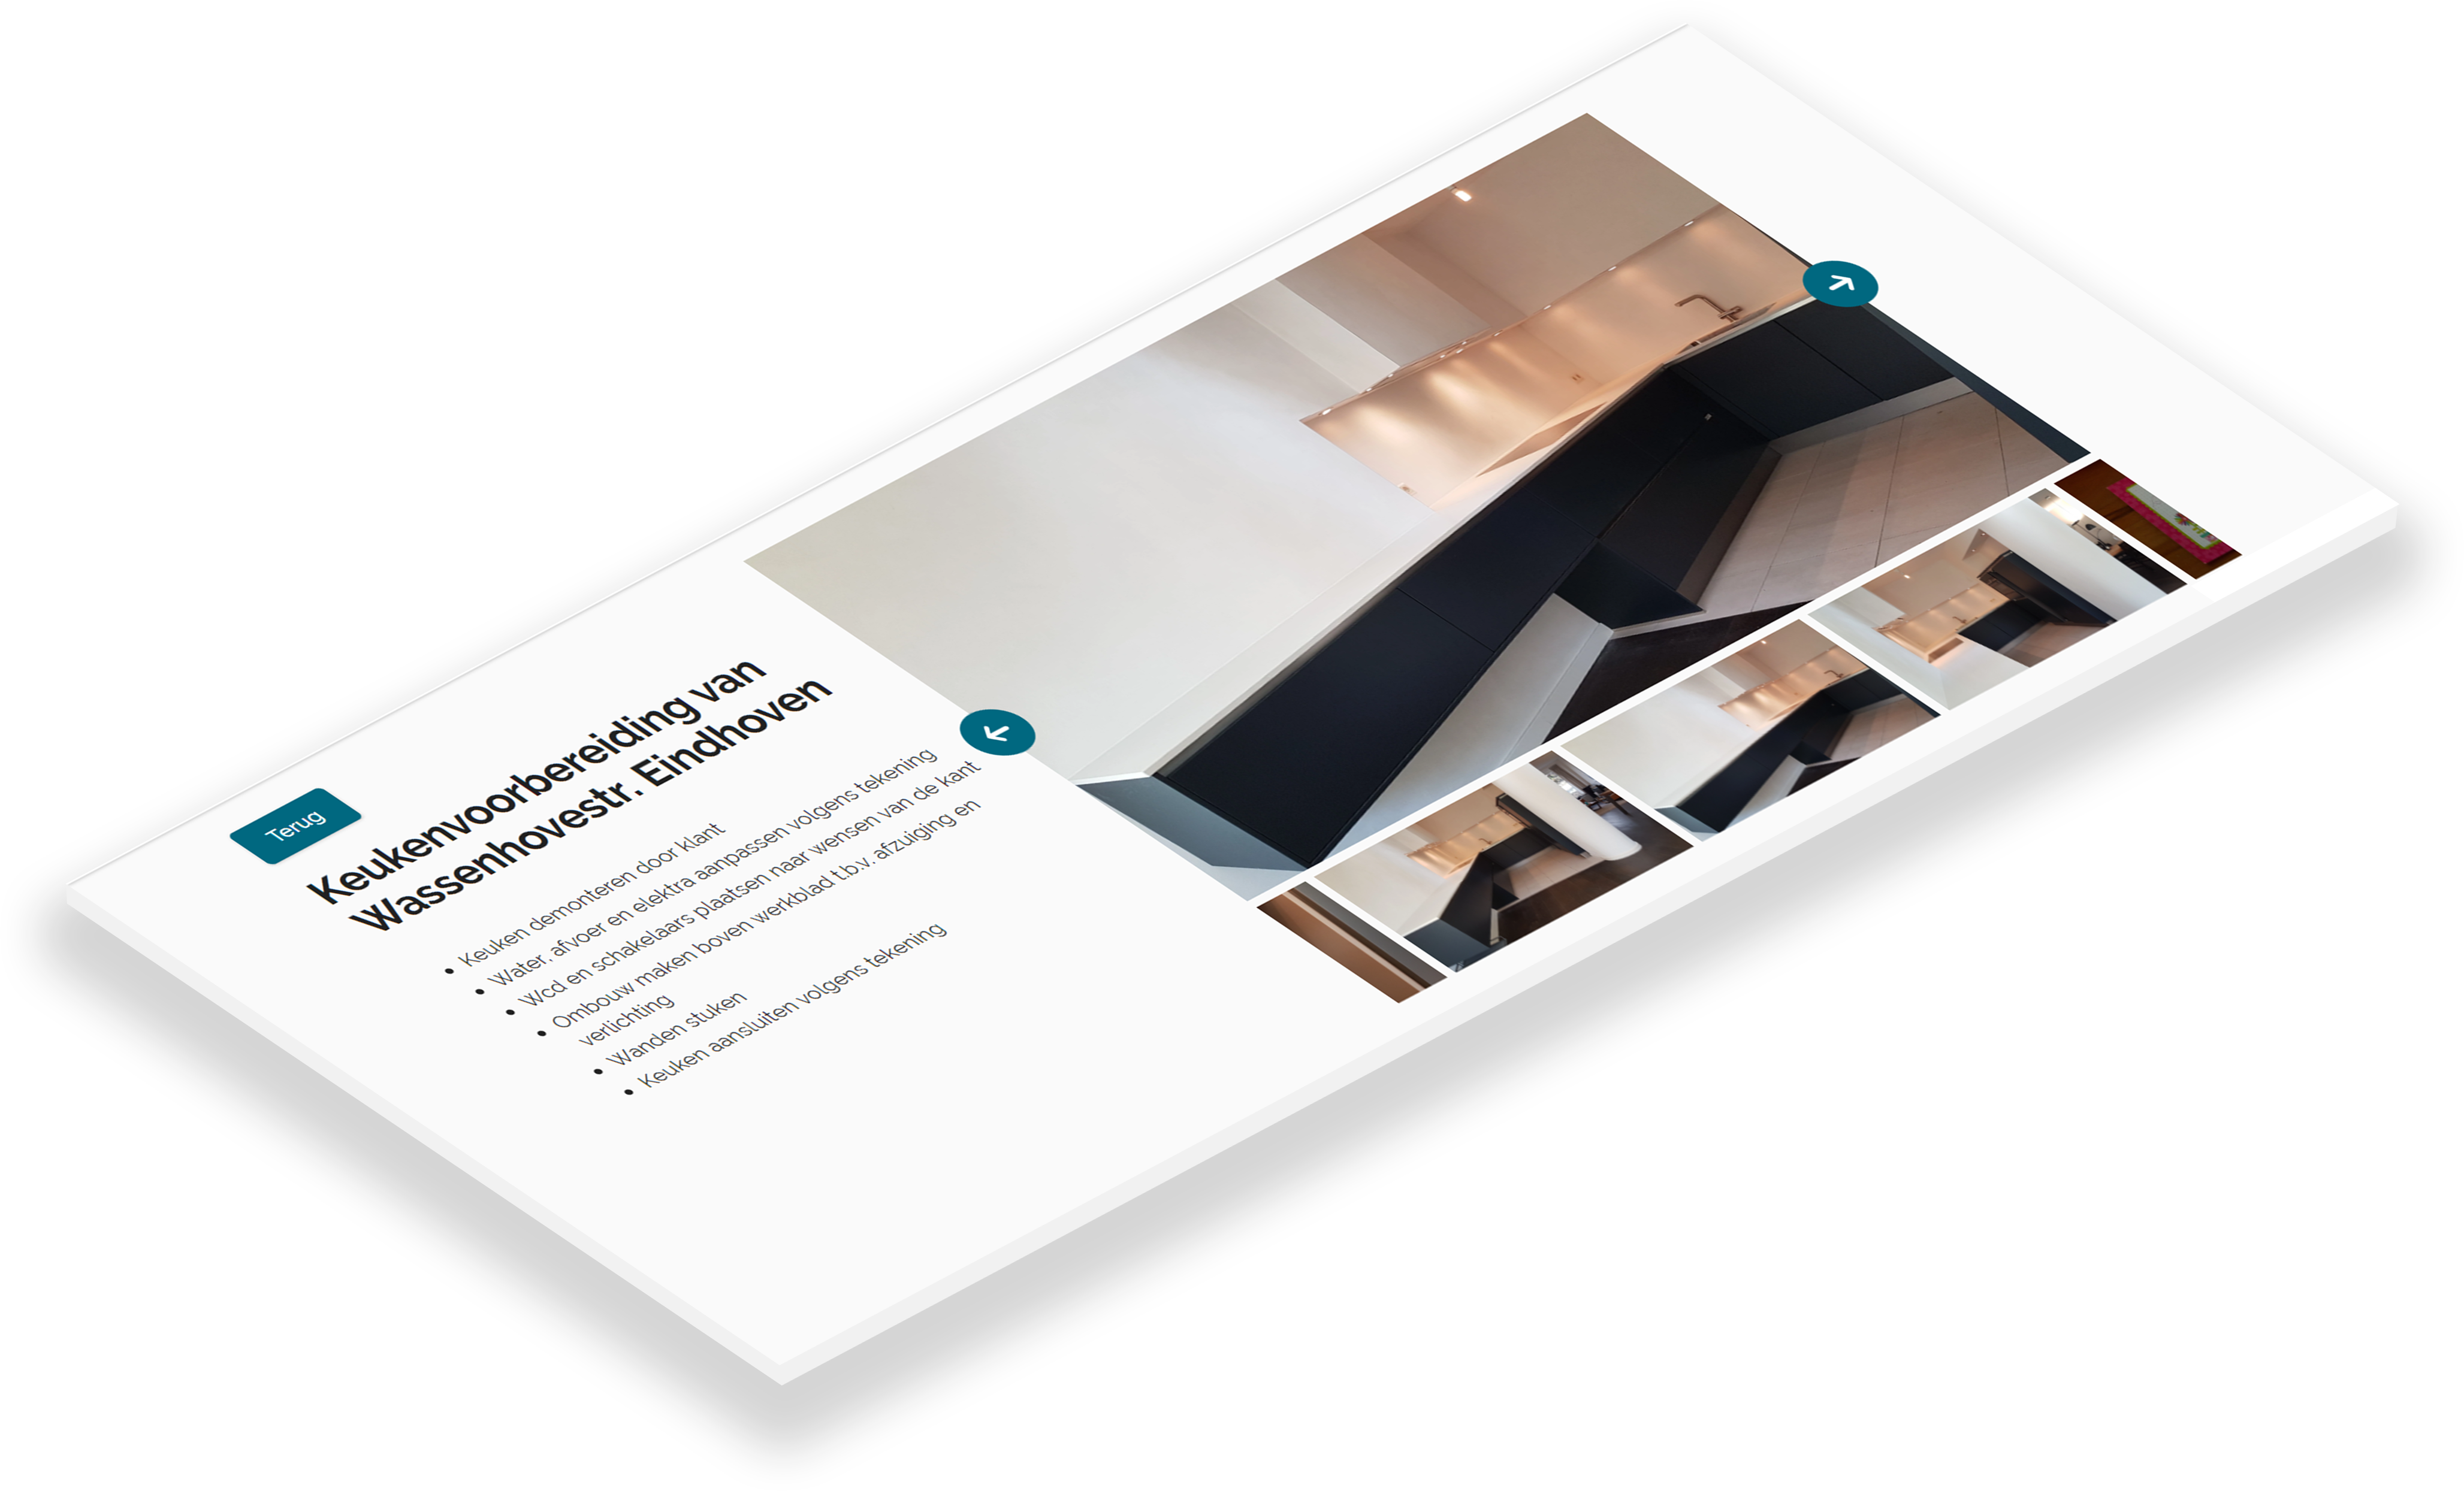 Terug
Keukenvoorbereiding van
Wassenhovestr. Eindhoven
• Keuken demonteren door klant
• Water, afvoer en elektra aanpassen volgens tekening
• Wcd en schakelaars plaatsen naar wensen van de kant
• Ombouw maken boven werkblad t.b.v. afzuiging en
verlichting
• Wanden stuken
• Keuken aansluiten volgens tekening